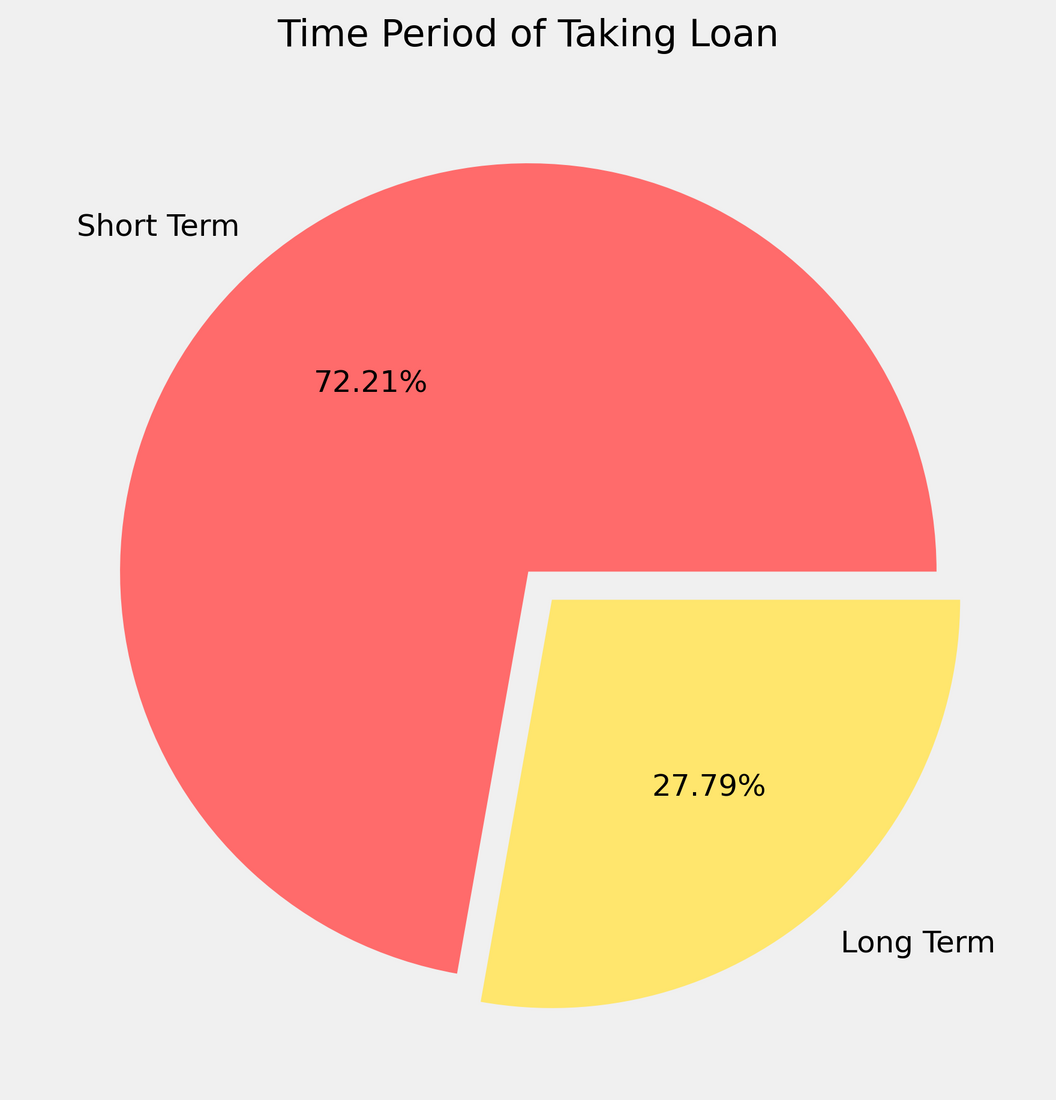 Time Period of Taking Loan
Short Term
72.21%
27.79%
Long Term